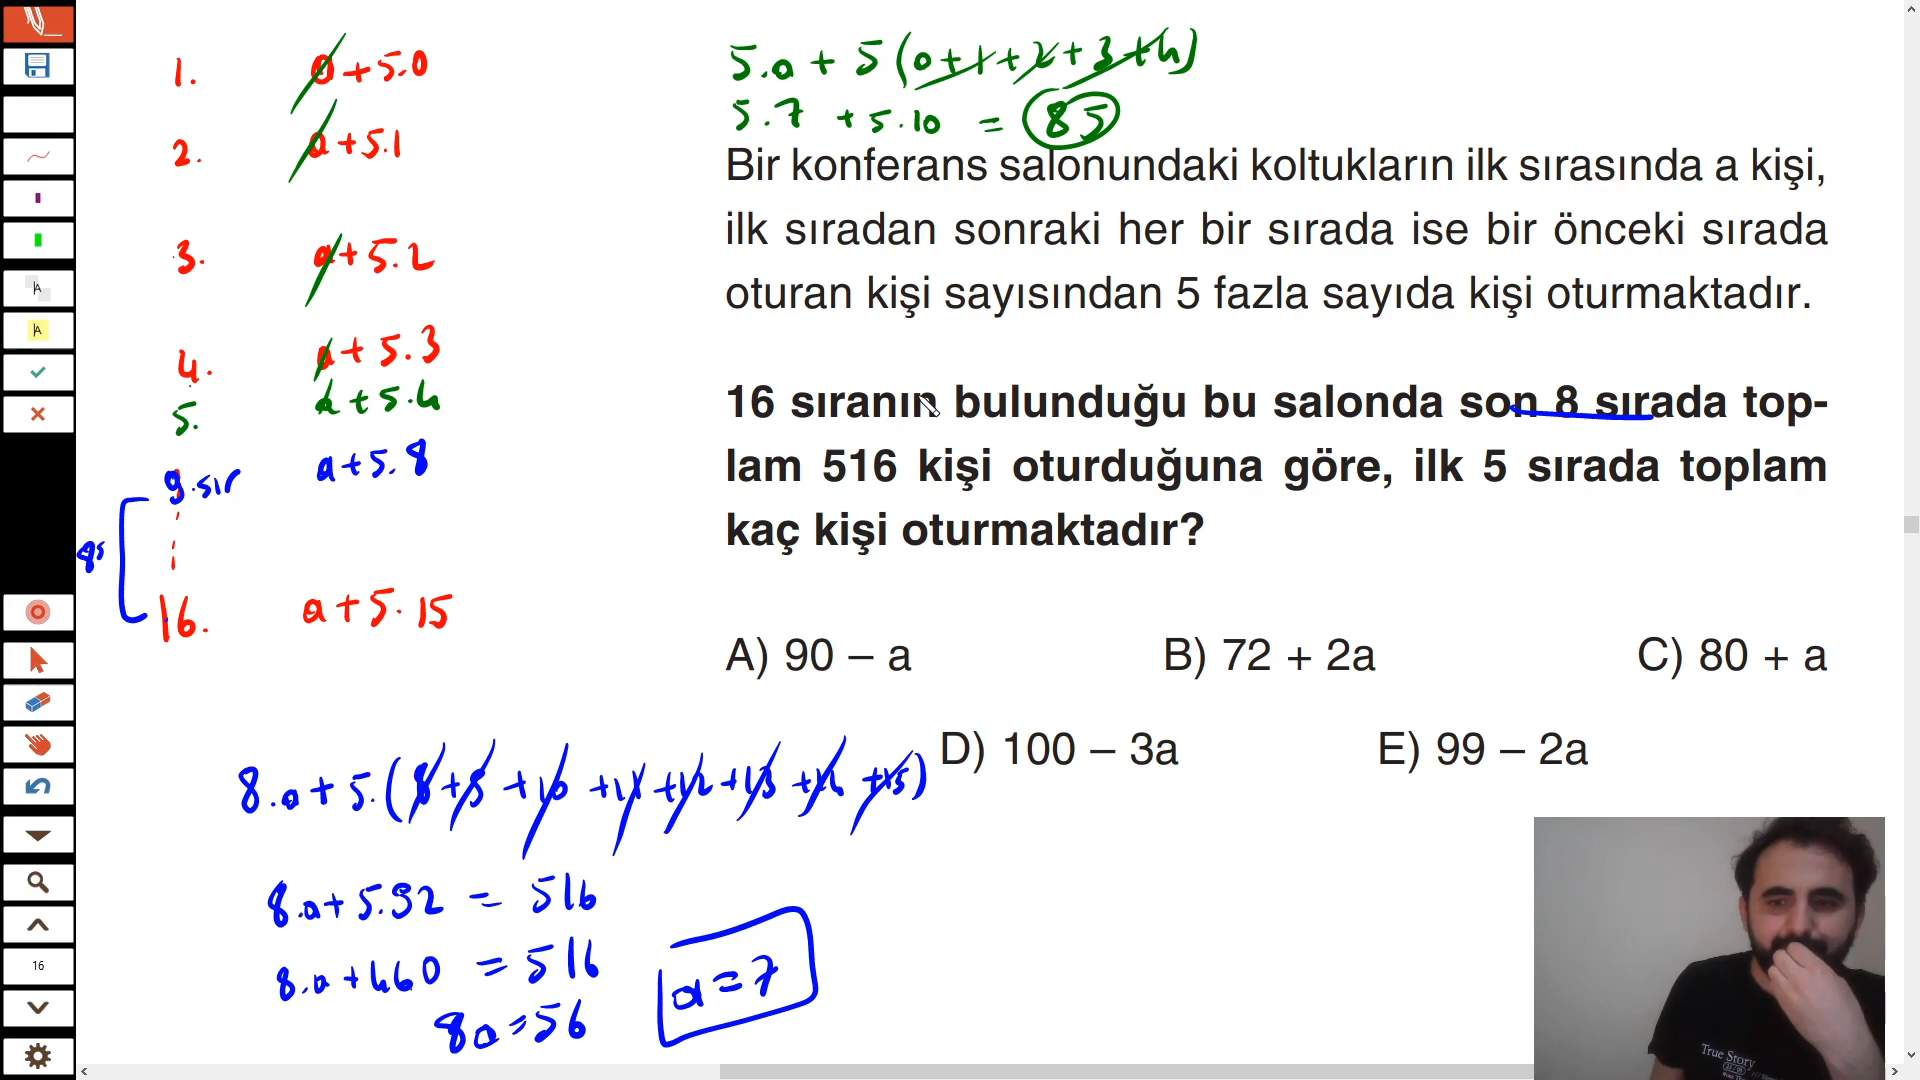 1. a+5.0
2. a+5.1
3. a+5.2
4. a+5.3
5. a+5.4
9.sır a+5.8
16. a+5.15
5.a + 5(0+1+2+3+4)
5.7 + 5.10 = 85
Bir konferans salonundaki koltukların ilk sırasında a kişi,
ilk sıradan sonraki her bir sırada ise bir önceki sırada
oturan kişi sayısından 5 fazla sayıda kişi oturmaktadır.
16 sıranın bulunduğu bu salonda son 8 sırada top-
lam 516 kişi oturduğuna göre, ilk 5 sırada toplam
kaç kişi oturmaktadır?
A) 90 – a B) 72 + 2a C) 80 + a
D) 100 – 3a E) 99 – 2a
8.a+5.(8+9+10+11+12+13+14+15)
8.a+5.92 = 516
8.a+460 = 516
8a=56
a=7
16
True Story